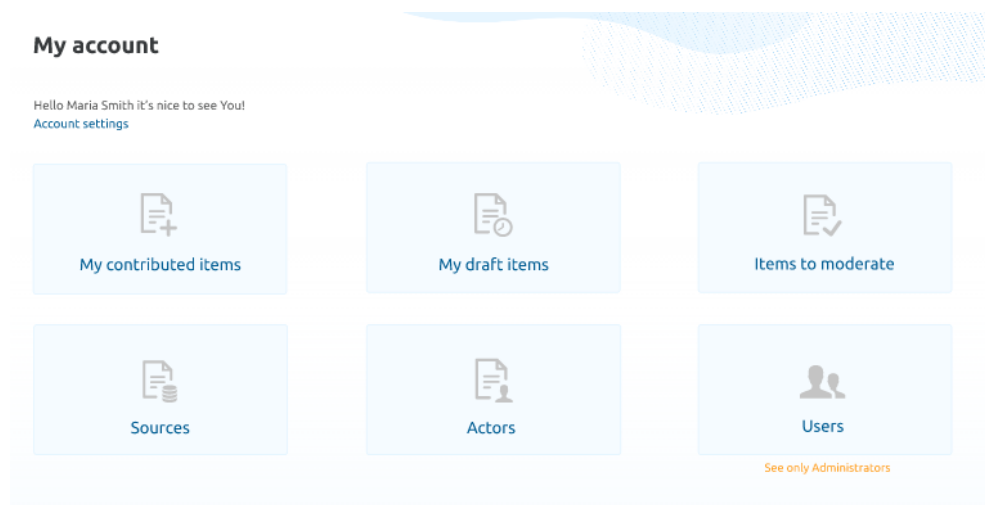 My account
Hello Maria Smith it's nice to see You!
Account settings
My contributed items
My draft items
Items to moderate
Sources
Actors
Users
See only Administrators